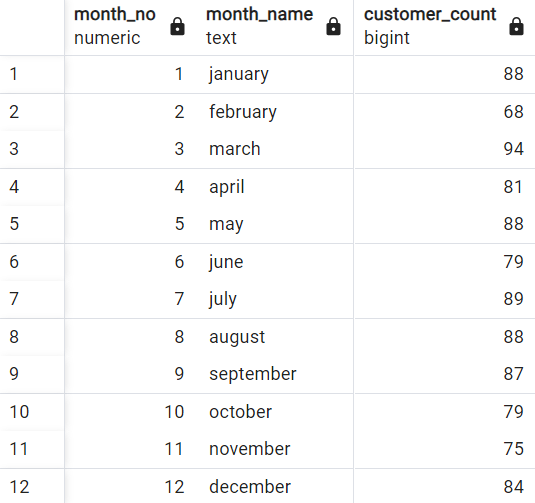 month_no month_name customer_count
numeric text bigint
1 1 january 88
2 2 february 68
3 3 march 94
4 4 april 81
5 5 may 88
6 6 june 79
7 7 july 89
8 8 august 88
9 9 september 87
10 10 october 79
11 11 november 75
12 12 december 84